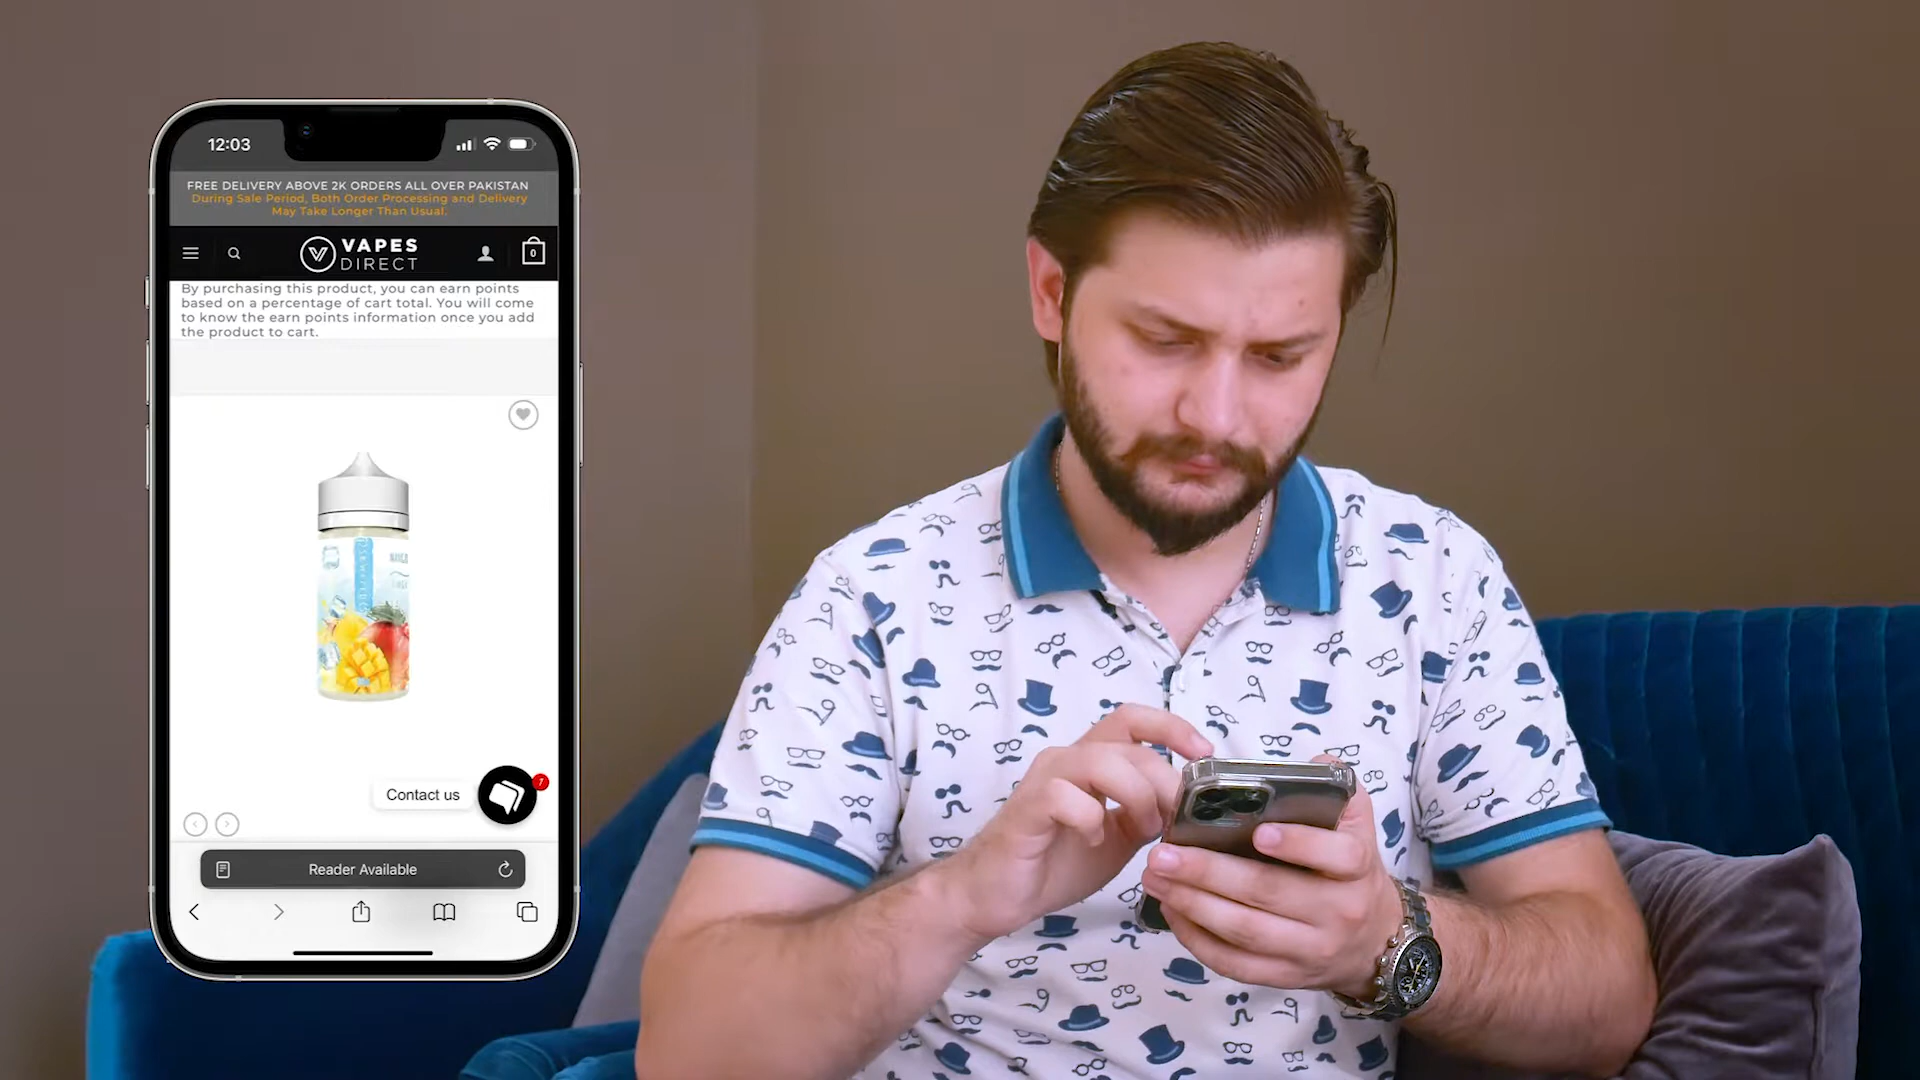 12:03
FREE DELIVERY ABOVE 2K ORDERS ALL OVER PAKISTAN
During Sale Period, Both Order Processing and Delivery
May Take Longer Than Usual.
VAPES
DIRECT
0
By purchasing this product, you can earn points
based on a percentage of cart total. You will come
to know the earn points information once you add
the product to cart.
Contact us
Reader Available